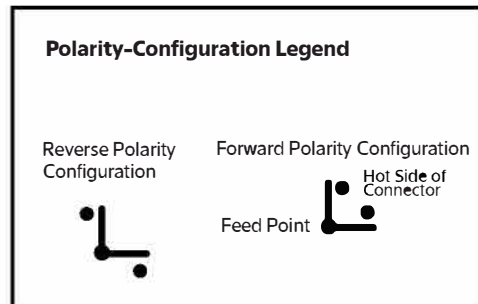 Polarity-Configuration Legend
Reverse Polarity
Configuration
Forward Polarity Configuration
Hot Side of
Connector
Feed Point